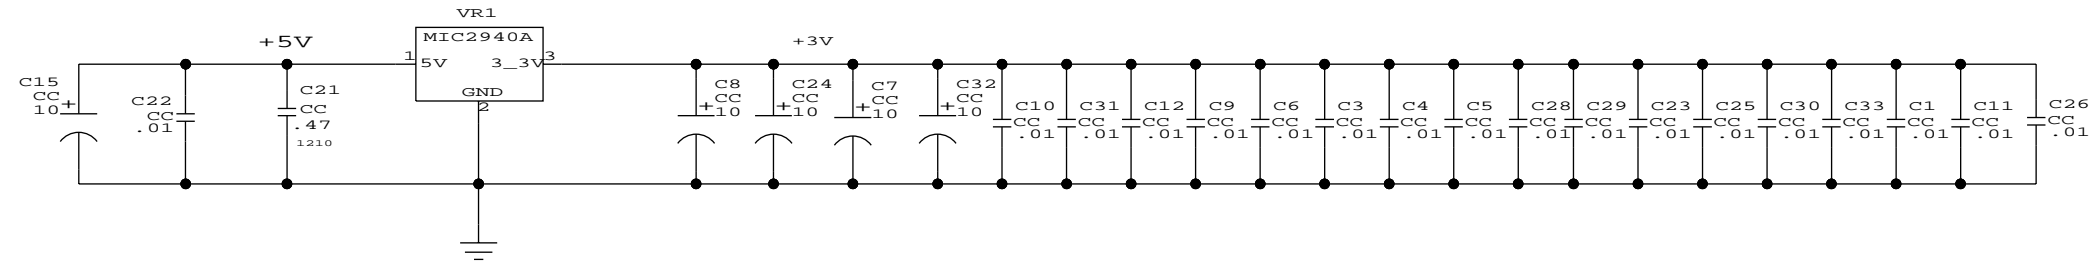 VR1
MIC2940A
+5V
+3V
1
5V
3_3V
3
GND
2
C15
CC
10
+
C22
CC
.01
C21
CC
.47
1210
C8
CC
+
10
C24
CC
+
10
C7
CC
+
10
C32
CC
+
10
C10
CC
.01
C31
CC
.01
C12
CC
.01
C9
CC
.01
C6
CC
.01
C3
CC
.01
C4
CC
.01
C5
CC
.01
C28
CC
.01
C29
CC
.01
C23
CC
.01
C25
CC
.01
C30
CC
.01
C33
CC
.01
C1
CC
.01
C11
CC
.01
C26
CC
.01